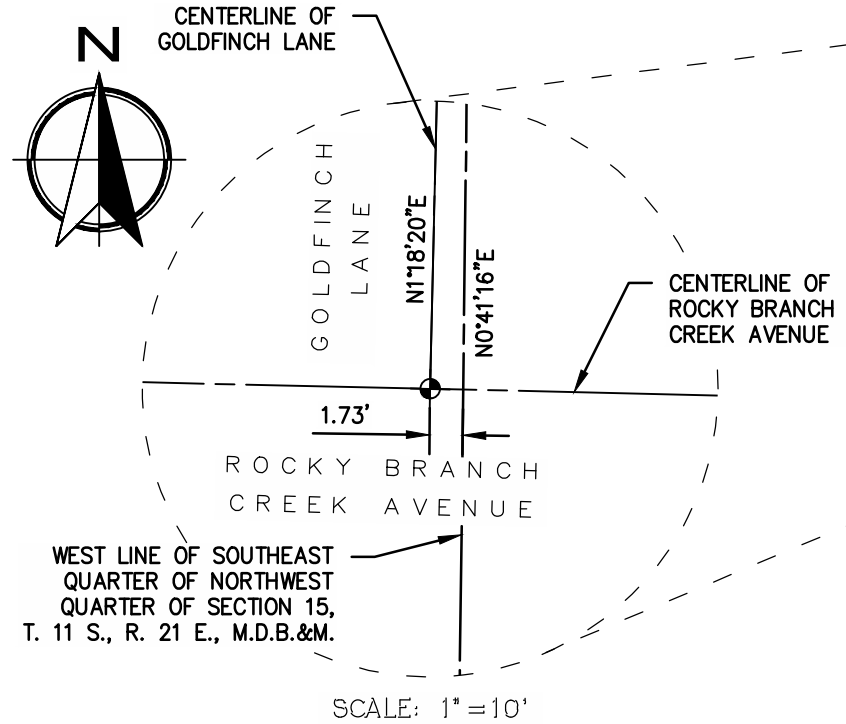 CENTERLINE OF
GOLDFINCH LANE
N
GOLDFINCH
LANE
N1°18'20"E
N0°41'16"E
CENTERLINE OF
ROCKY BRANCH
CREEK AVENUE
1.73'
ROCKY BRANCH
CREEK AVENUE
WEST LINE OF SOUTHEAST
QUARTER OF NORTHWEST
QUARTER OF SECTION 15,
T. 11 S., R. 21 E., M.D.B.&M.
SCALE: 1"=10'